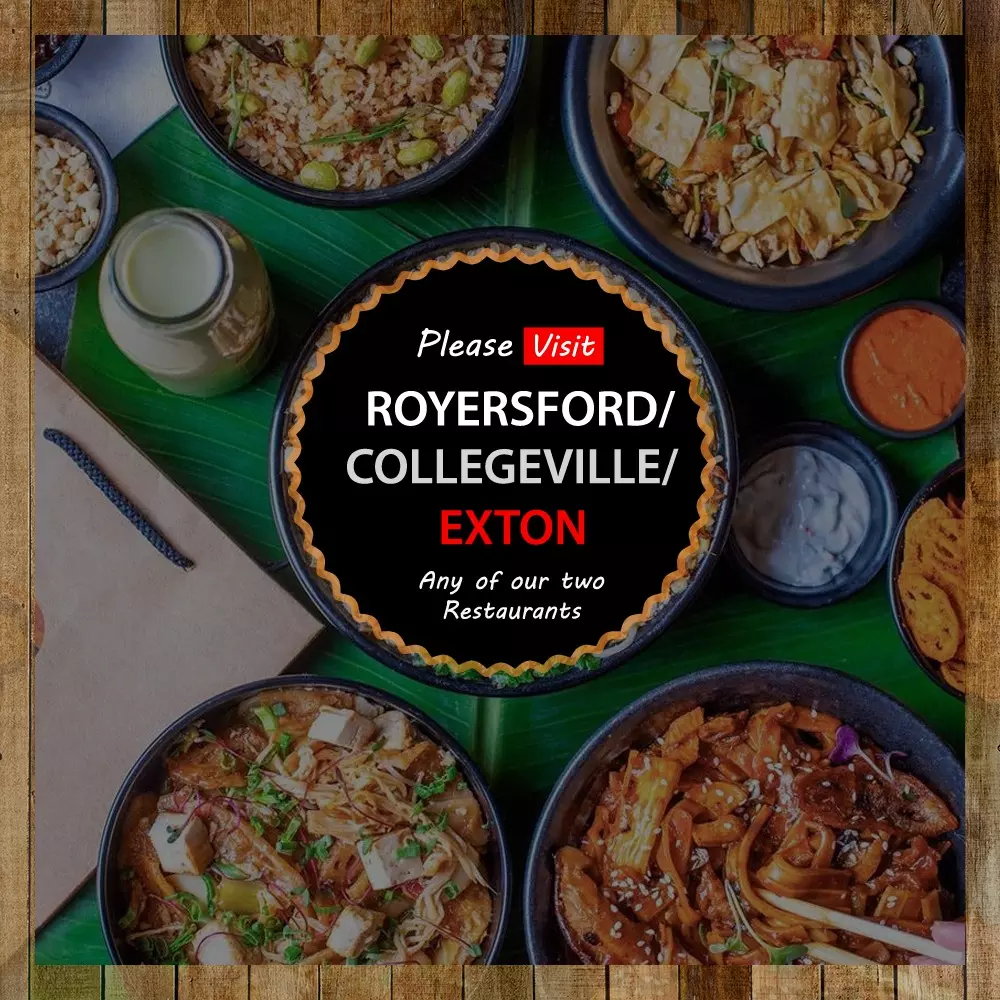 Please Visit
ROYERSFORD/
COLLEGEVILLE/
EXTON
Any of our two
Restaurants